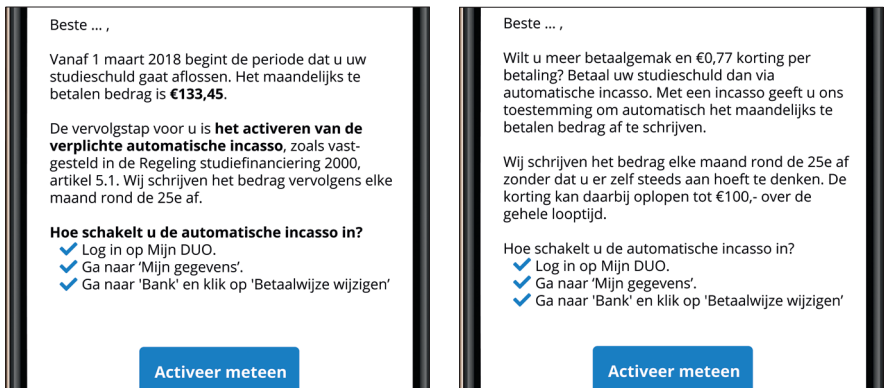 Beste ... ,
Vanaf 1 maart 2018 begint de periode dat u uw
studieschuld gaat aflossen. Het maandelijks te
betalen bedrag is €133,45.
De vervolgstap voor u is het activeren van de
verplichte automatische incasso, zoals vast-
gesteld in de Regeling studiefinanciering 2000,
artikel 5.1. Wij schrijven het bedrag vervolgens elke
maand rond de 25e af.
Hoe schakelt u de automatische incasso in?
Log in op Mijn DUO.
Ga naar ‘Mijn gegevens’.
Ga naar 'Bank' en klik op 'Betaalwijze wijzigen’
Activeer meteen
Beste ... ,
Wilt u meer betaalgemak en €0,77 korting per
betaling? Betaal uw studieschuld dan via
automatische incasso. Met een incasso geeft u ons
toestemming om automatisch het maandelijks te
betalen bedrag af te schrijven.
Wij schrijven het bedrag elke maand rond de 25e af
zonder dat u er zelf steeds aan hoeft te denken. De
korting kan daarbij oplopen tot €100,- over de
gehele looptijd.
Hoe schakelt u de automatische incasso in?
Log in op Mijn DUO.
Ga naar ‘Mijn gegevens’.
Ga naar 'Bank' en klik op 'Betaalwijze wijzigen’
Activeer meteen